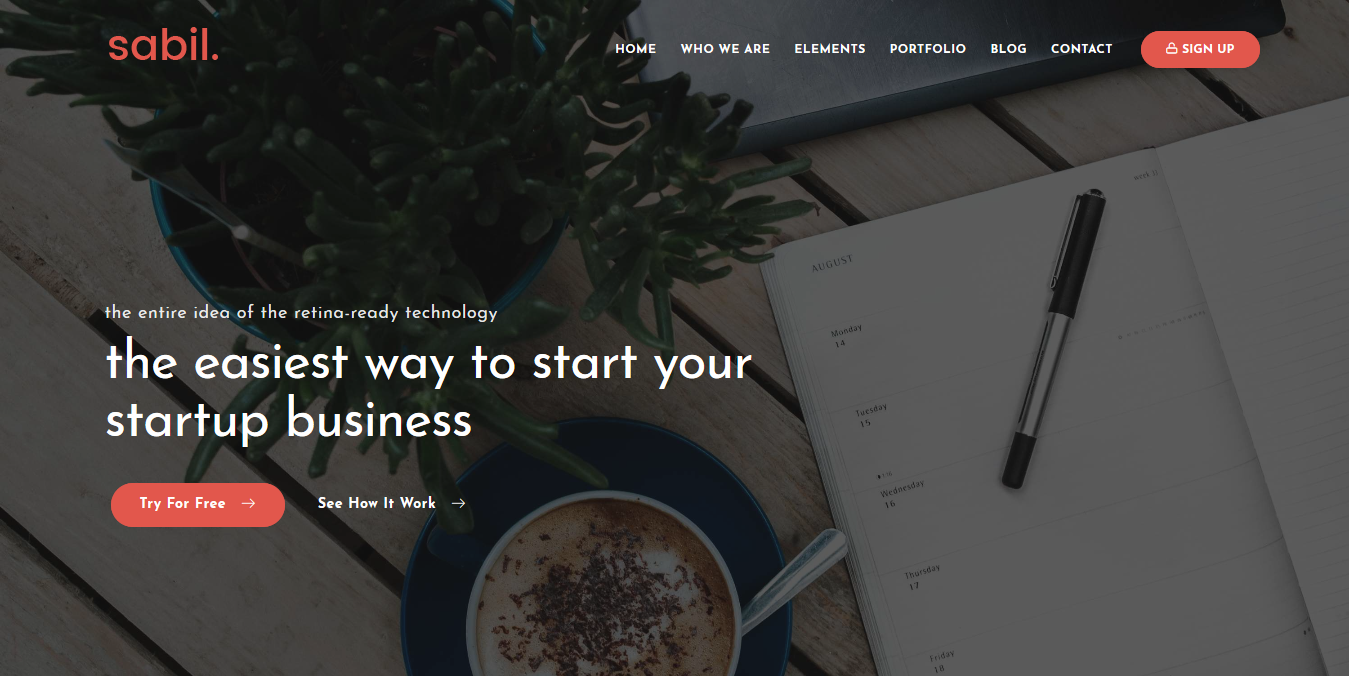 sabil.
HOME WHO WE ARE ELEMENTS PORTFOLIO BLOG CONTACT SIGN UP
the entire idea of the retina-ready technology
the easiest way to start your
startup business
Try For Free
See How It Work
AUGUST
Monday
14
Tuesday
15
Wednesday
16
Thursday
17
Friday
18